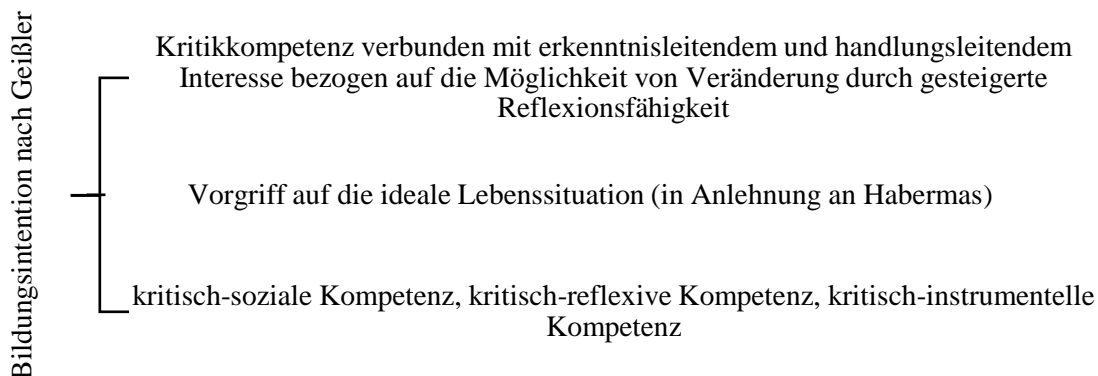 Bildungsintention nach Geißler
Kritikkompetenz verbunden mit erkenntnisleitendem und handlungsleitendem
Interesse bezogen auf die Möglichkeit von Veränderung durch gesteigerte
Reflexionsfähigkeit
Vorgriff auf die ideale Lebenssituation (in Anlehnung an Habermas)
kritisch-soziale Kompetenz, kritisch-reflexive Kompetenz, kritisch-instrumentelle
Kompetenz